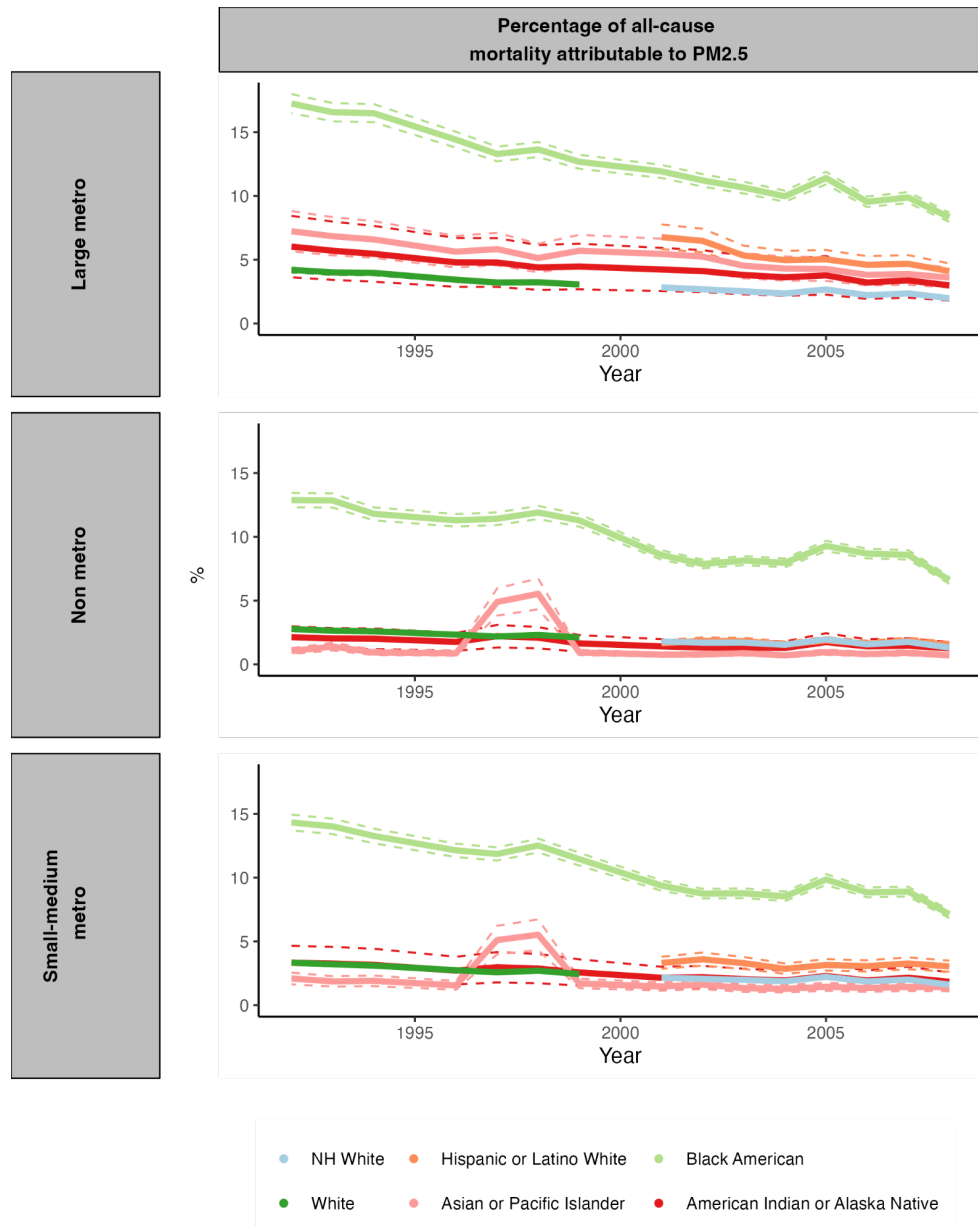 Percentage of all-cause
mortality attributable to PM2.5
Large metro
15
10
5
0
1995
2000
2005
Year
Non metro
%
15
10
5
0
1995
2000
2005
Year
Small-medium
metro
15
10
5
0
1995
2000
2005
Year
NH White
Hispanic or Latino White
Black American
White
Asian or Pacific Islander
American Indian or Alaska Native